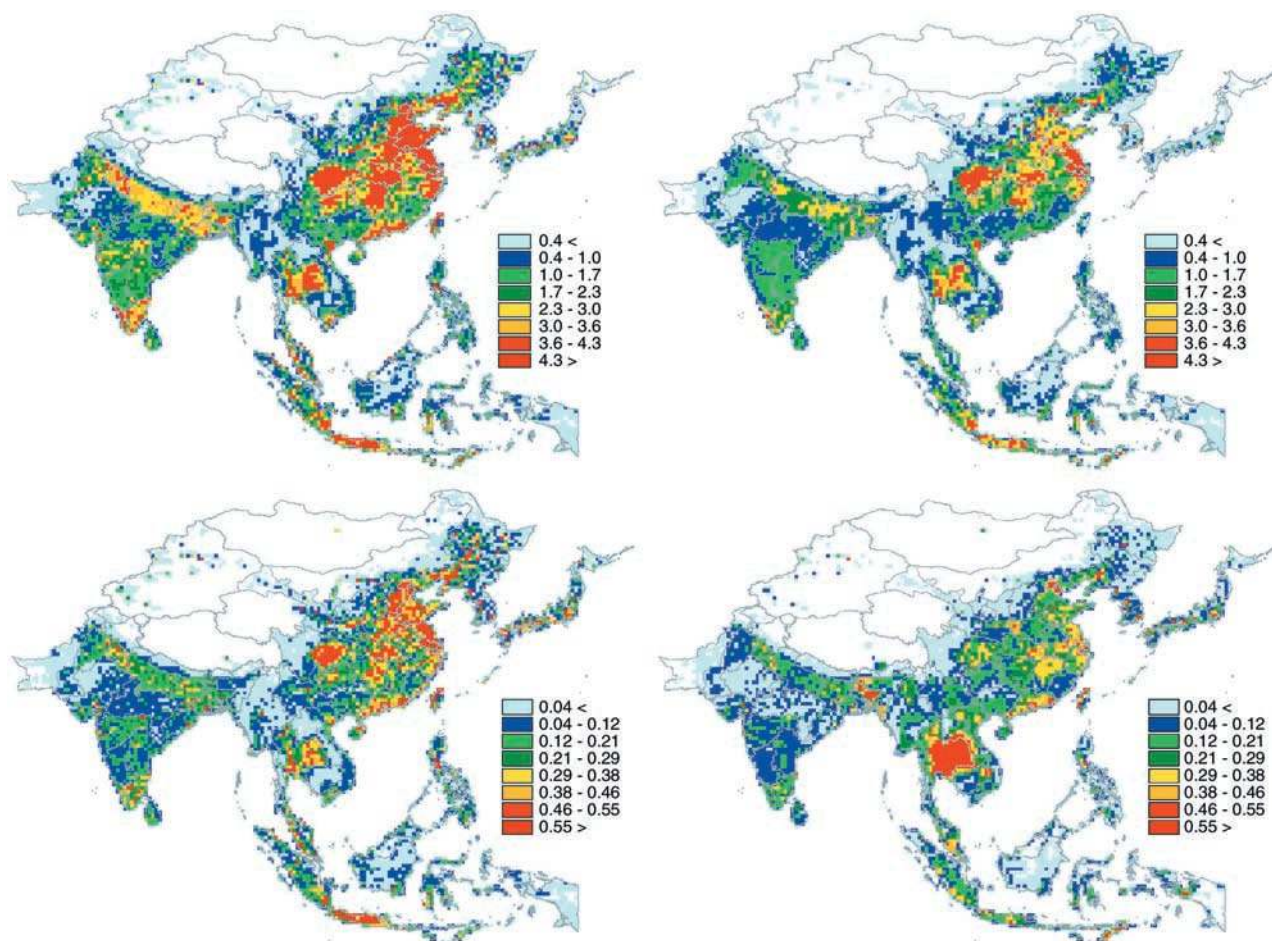 0.4 <
0.4 - 1.0
1.0 - 1.7
1.7 - 2.3
2.3 - 3.0
3.0 - 3.6
3.6 - 4.3
4.3 >
0.4 <
0.4 - 1.0
1.0 - 1.7
1.7 - 2.3
2.3 - 3.0
3.0 - 3.6
3.6 - 4.3
4.3 >
0.04 <
0.04 - 0.12
0.12 - 0.21
0.21 - 0.29
0.29 - 0.38
0.38 - 0.46
0.46 - 0.55
0.55 >
0.04 <
0.04 - 0.12
0.12 - 0.21
0.21 - 0.29
0.29 - 0.38
0.38 - 0.46
0.46 - 0.55
0.55 >